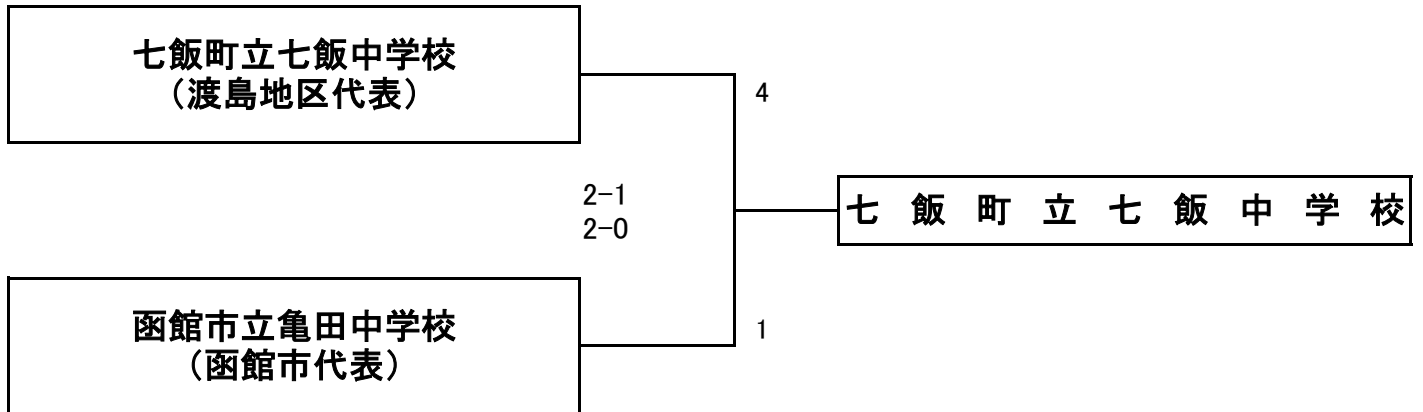 七飯町立七飯中学校
（渡島地区代表）
4
2-1
2-0
七飯町立七飯中学校
函館市立亀田中学校
（函館市代表）
1